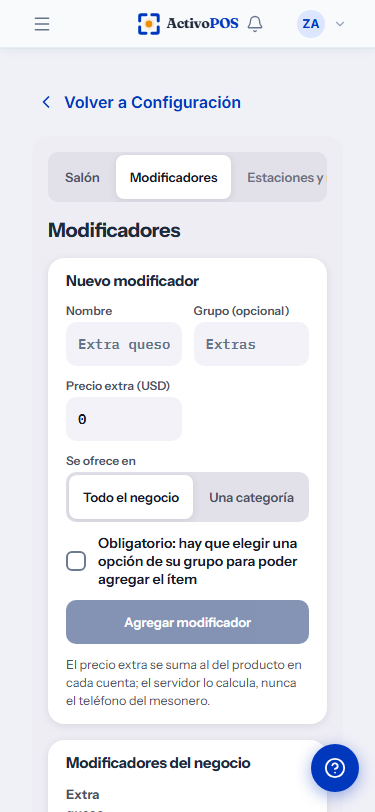 ActivoPOS
ZA
Volver a Configuración
Salón
Modificadores
Estaciones y
Modificadores
Nuevo modificador
Nombre
Grupo (opcional)
Extra queso
Extras
Precio extra (USD)
0
Se ofrece en
Todo el negocio
Una categoría
Obligatorio: hay que elegir una
opción de su grupo para poder
agregar el ítem
Agregar modificador
El precio extra se suma al del producto en
cada cuenta; el servidor lo calcula, nunca
el teléfono del mesonero.
Modificadores del negocio
Extra
queso